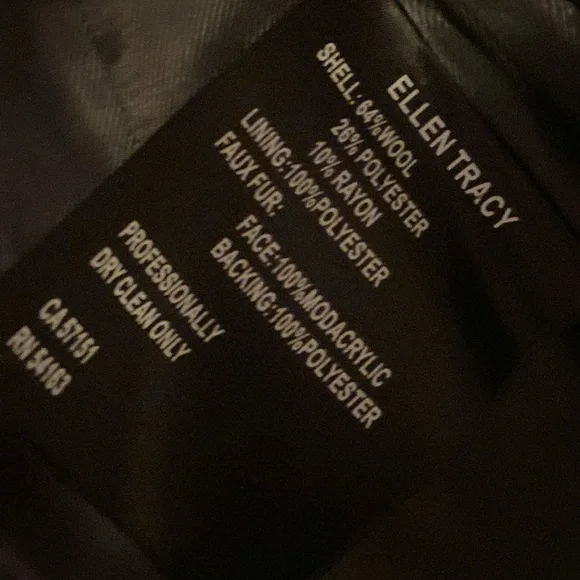 ELLEN TRACY
SHELL: 64%WOOL
26% POLYESTER
10% RAYON
LINING:100%POLYESTER
FAUX FUR:
FACE:100%MODACRYLIC
BACKING:100%POLYESTER
PROFESSIONALLY
DRY CLEAN ONLY
CA 57151
RN 54163